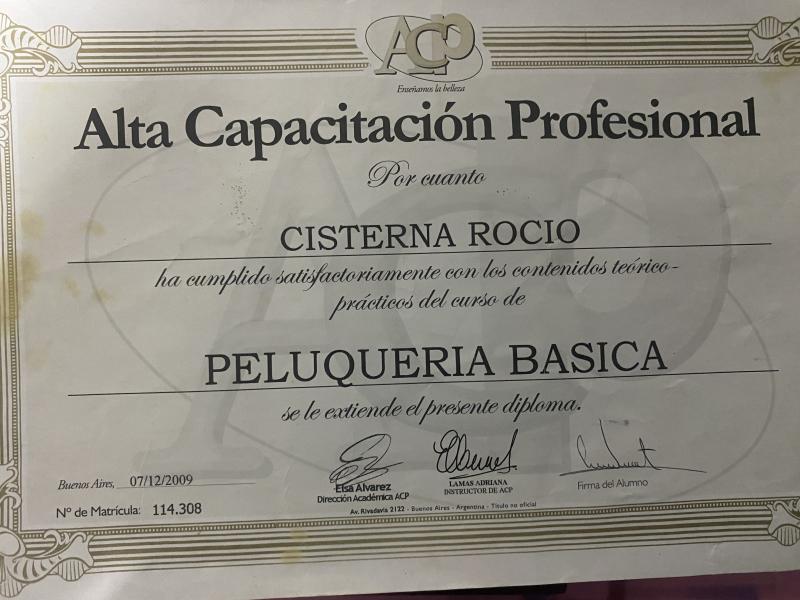 ACP
Enseñamos la belleza
Alta Capacitación Profesional
Por cuanto
CISTERNA ROCIO
ha cumplido satisfactoriamente con los contenidos teórico-
prácticos del curso de
PELUQUERIA BASICA
se le extiende el presente diploma.
Buenos Aires, 07/12/2009
Elsa Alvarez
Dirección Académica ACP
LAMAS ADRIANA
INSTRUCTOR DE ACP
Firma del Alumno
Nº de Matrícula: 114.308
Av. Rivadavia 2122 - Buenos Aires - Argentina - Título no oficial